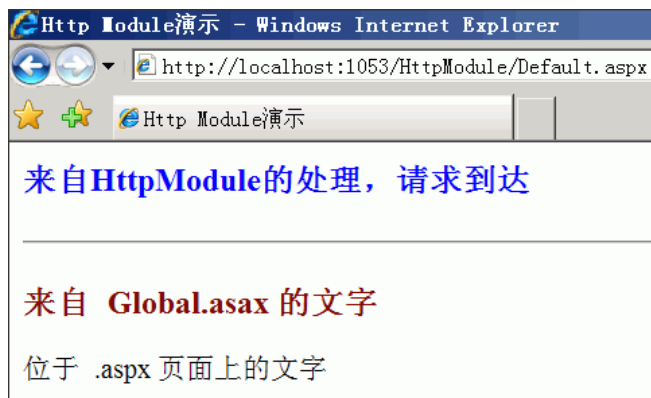 Http Module演示 - Windows Internet Explorer
http://localhost:1053/HttpModule/Default.aspx
Http Module演示
来自HttpModule的处理，请求到达
来自 Global.asax 的文字
位于 .aspx 页面上的文字